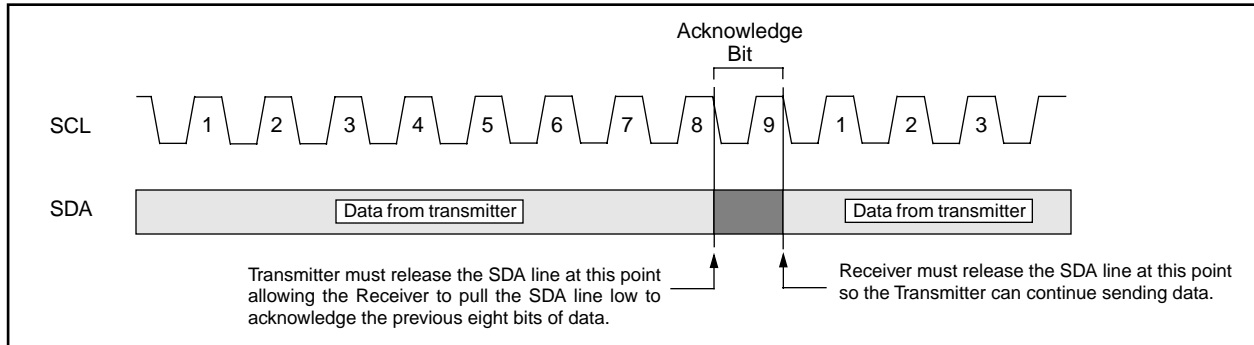 Acknowledge
Bit
SCL
1 2 3 4 5 6 7 8 9 1 2 3
SDA
Data from transmitter
Data from transmitter
Transmitter must release the SDA line at this point
allowing the Receiver to pull the SDA line low to
acknowledge the previous eight bits of data.
Receiver must release the SDA line at this point
so the Transmitter can continue sending data.